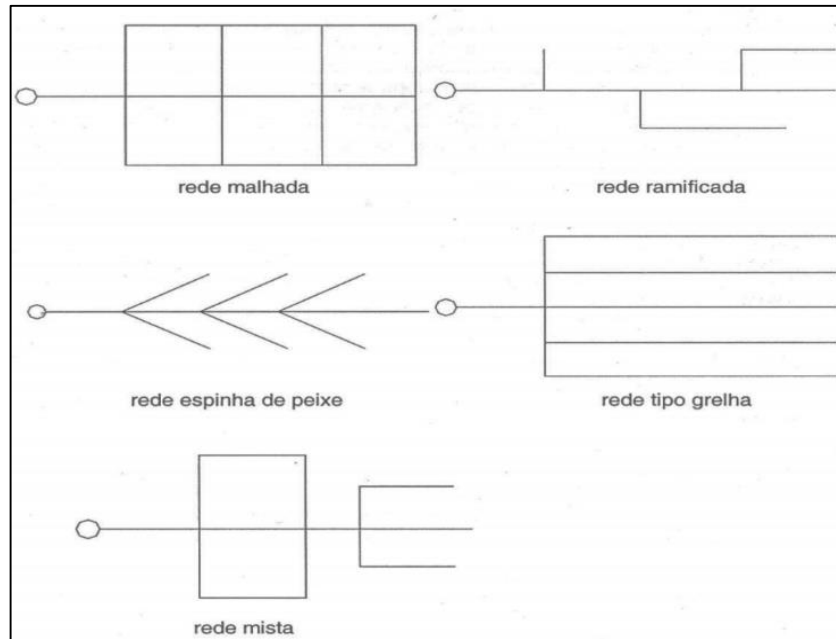 rede malhada
rede ramificada
rede espinha de peixe
rede tipo grelha
rede mista